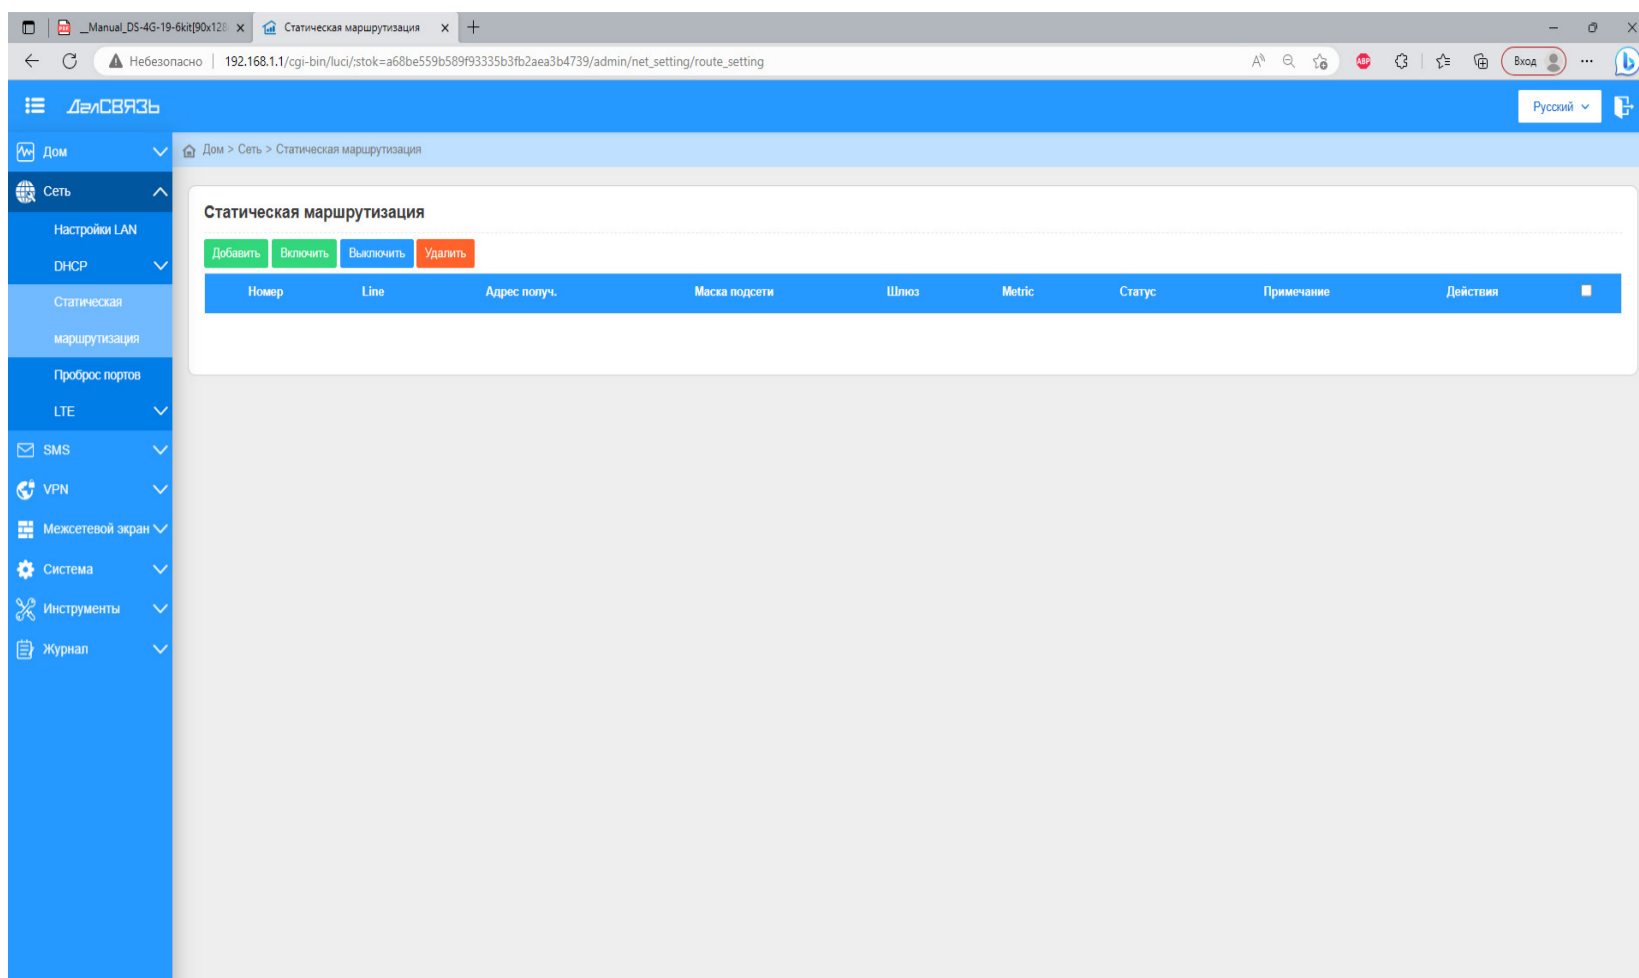 __Manual_DS-4G-19-6kit[90x128
Статическая маршрутизация
Небезопасно
192.168.1.1/cgi-bin/luci/;stok=a68be559b589f93335b3fb2aea3b4739/admin/net_setting/route_setting
ABP
Вход
ДалСВЯЗЬ
Русский
Дом
Дом > Сеть > Статическая маршрутизация
Сеть
Статическая маршрутизация
Настройки LAN
Добавить Включить Выключить Удалить
DHCP
Номер Line Адрес получ. Маска подсети Шлюз Metric Статус Примечание Действия
Статическая
маршрутизация
Проброс портов
LTE
SMS
VPN
Межсетевой экран
Система
Инструменты
Журнал